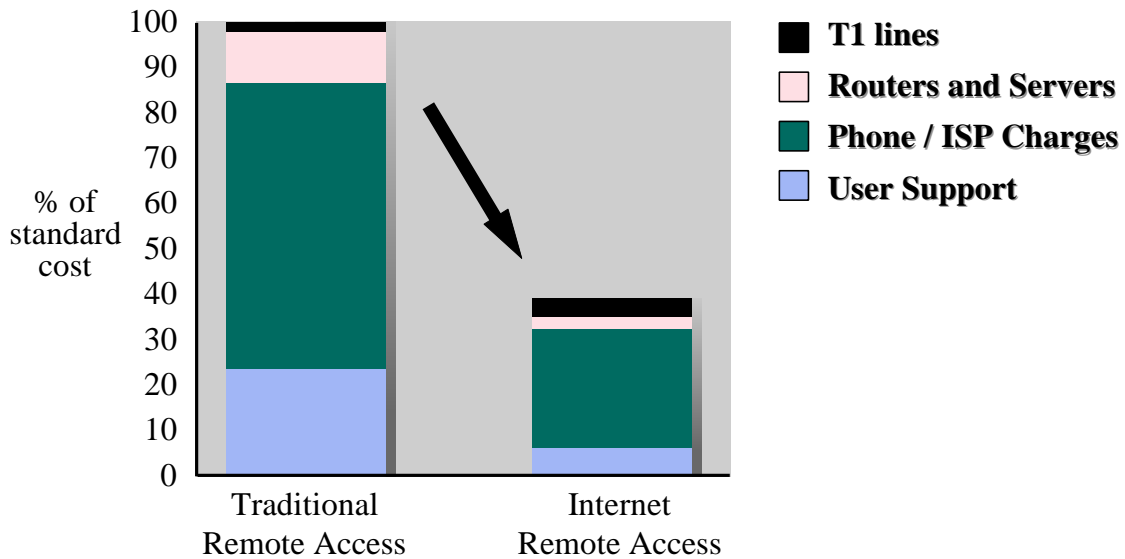 100
90
80
70
60
50
40
30
20
10
0
% of
standard
cost
Traditional
Remote Access
Internet
Remote Access
T1 lines
Routers and Servers
Phone / ISP Charges
User Support